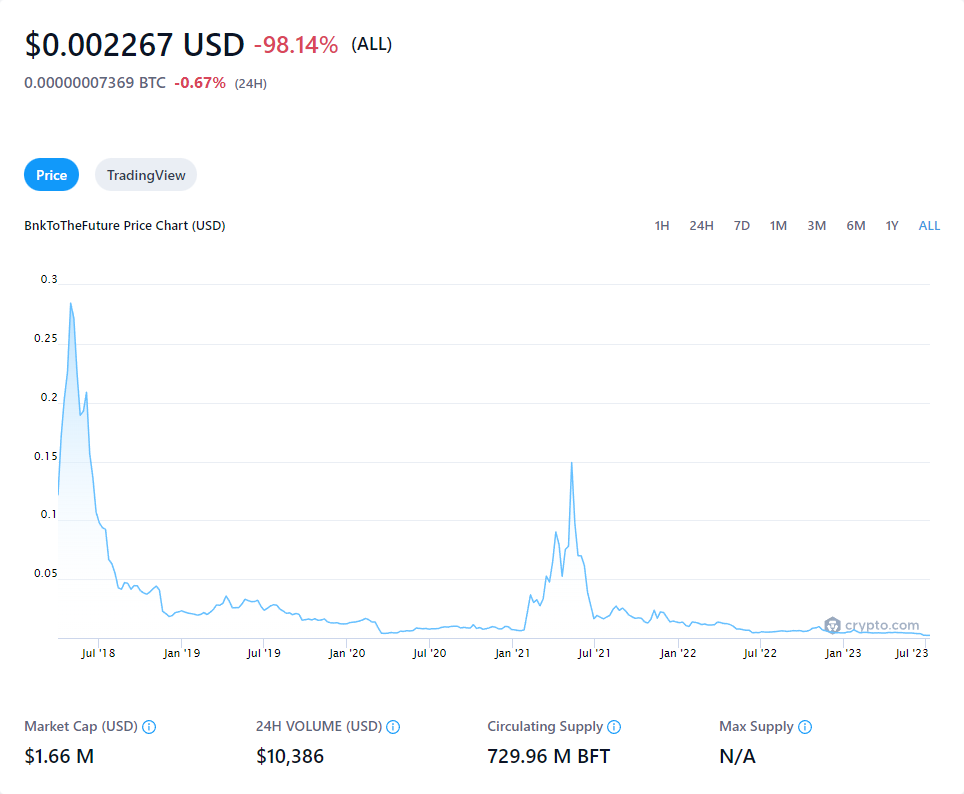 $0.002267 USD -98.14% (ALL)
0.00000007369 BTC -0.67% (24H)
Price TradingView
BnkToTheFuture Price Chart (USD) 1H 24H 7D 1M 3M 6M 1Y ALL
0.3
0.25
0.2
0.15
0.1
0.05
crypto.com
Jul '18 Jan '19 Jul '19 Jan '20 Jul '20 Jan '21 Jul '21 Jan '22 Jul '22 Jan '23 Jul '23
Market Cap (USD) 24H VOLUME (USD) Circulating Supply Max Supply
$1.66 M $10,386 729.96 M BFT N/A